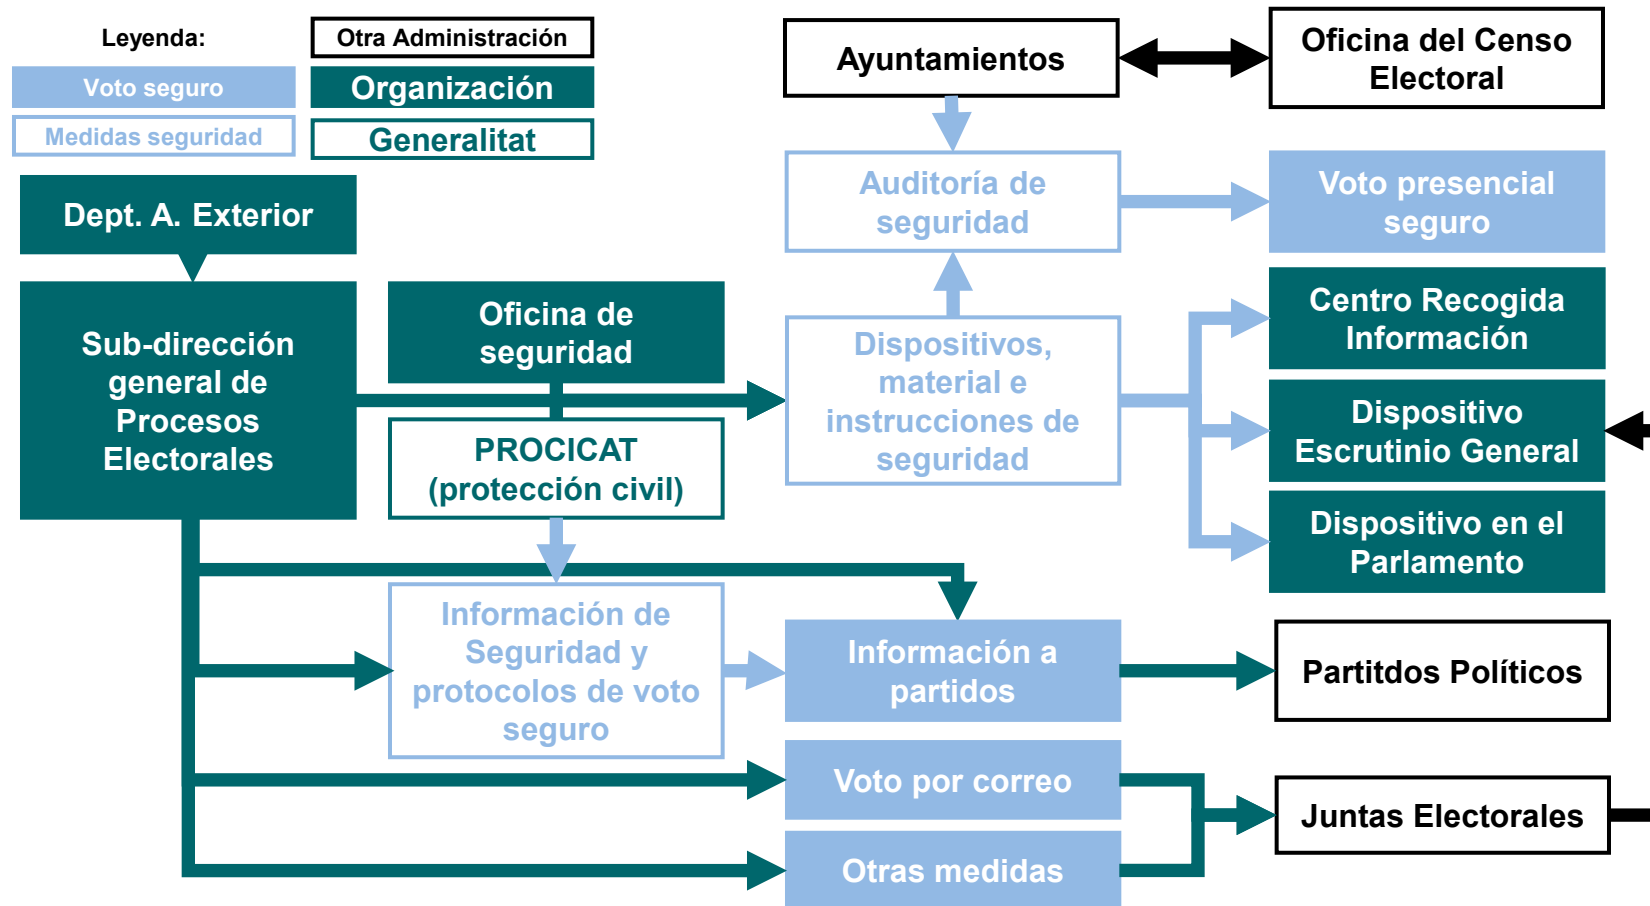 Leyenda:
Otra Administración
Voto seguro
Organización
Medidas seguridad
Generalitat
Ayuntamientos
Oficina del Censo
Electoral
Dept. A. Exterior
Auditoría de
seguridad
Voto presencial
seguro
Sub-dirección
general de
Procesos
Electorales
Oficina de
seguridad
PROCICAT
(protección civil)
Dispositivos,
material e
instrucciones de
seguridad
Centro Recogida
Información
Dispositivo
Escrutinio General
Dispositivo en el
Parlamento
Información de
Seguridad y
protocolos de voto
seguro
Información a
partidos
Partitdos Políticos
Voto por correo
Otras medidas
Juntas Electorales